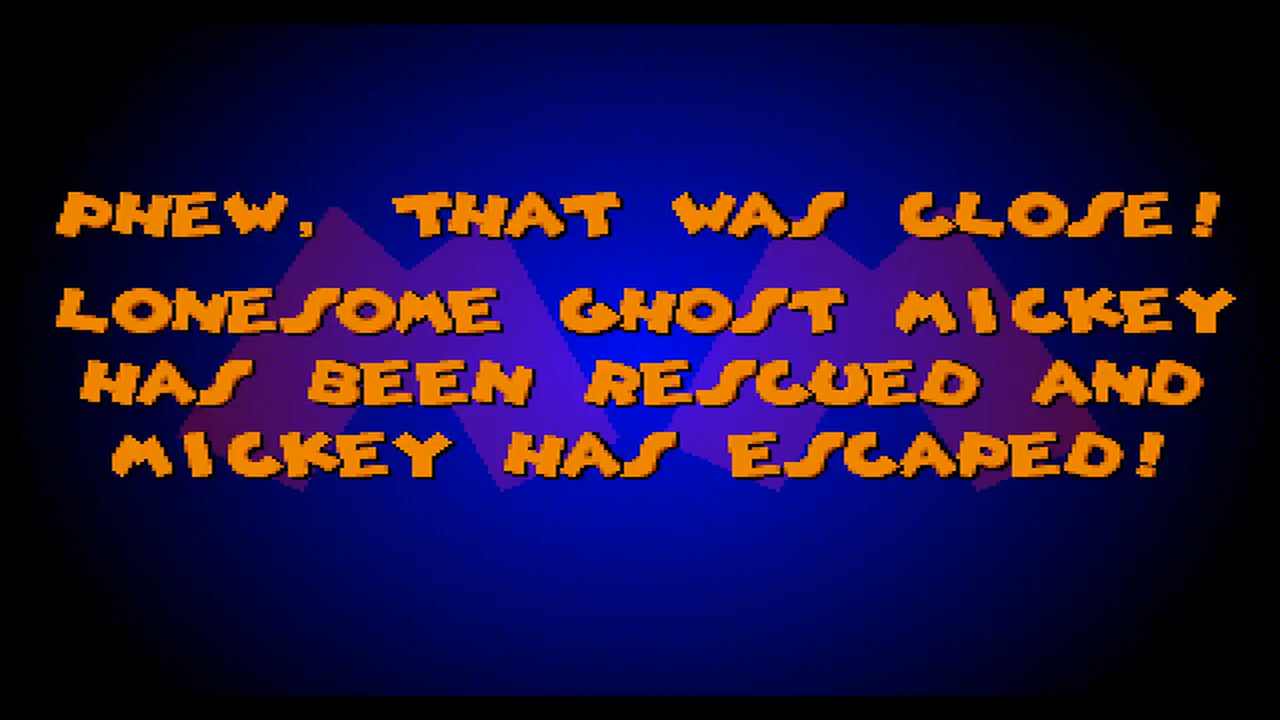 PHEW, THAT WAS CLOSE!
LONESOME GHOST MICKEY
HAS BEEN RESCUED AND
MICKEY HAS ESCAPED!